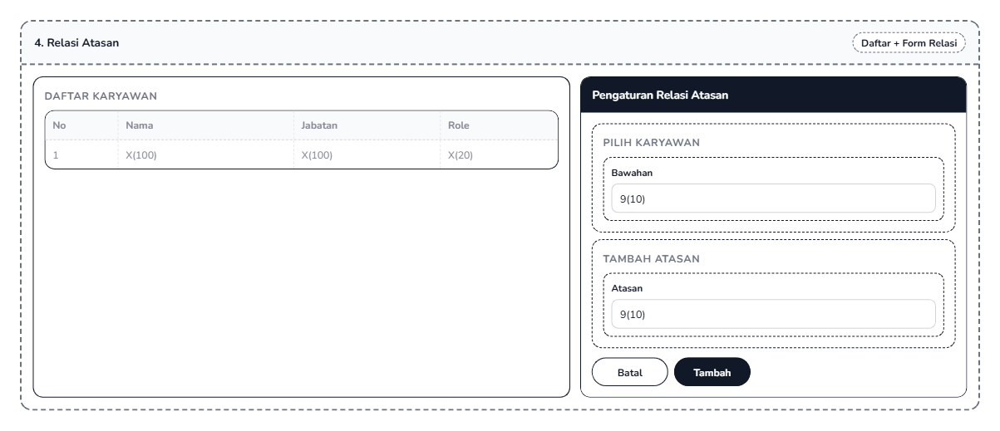 4. Relasi Atasan
Daftar + Form Relasi
DAFTAR KARYAWAN
No Nama Jabatan Role
1 X(100) X(100) X(20)
Pengaturan Relasi Atasan
PILIH KARYAWAN
Bawahan
9(10)
TAMBAH ATASAN
Atasan
9(10)
Batal Tambah